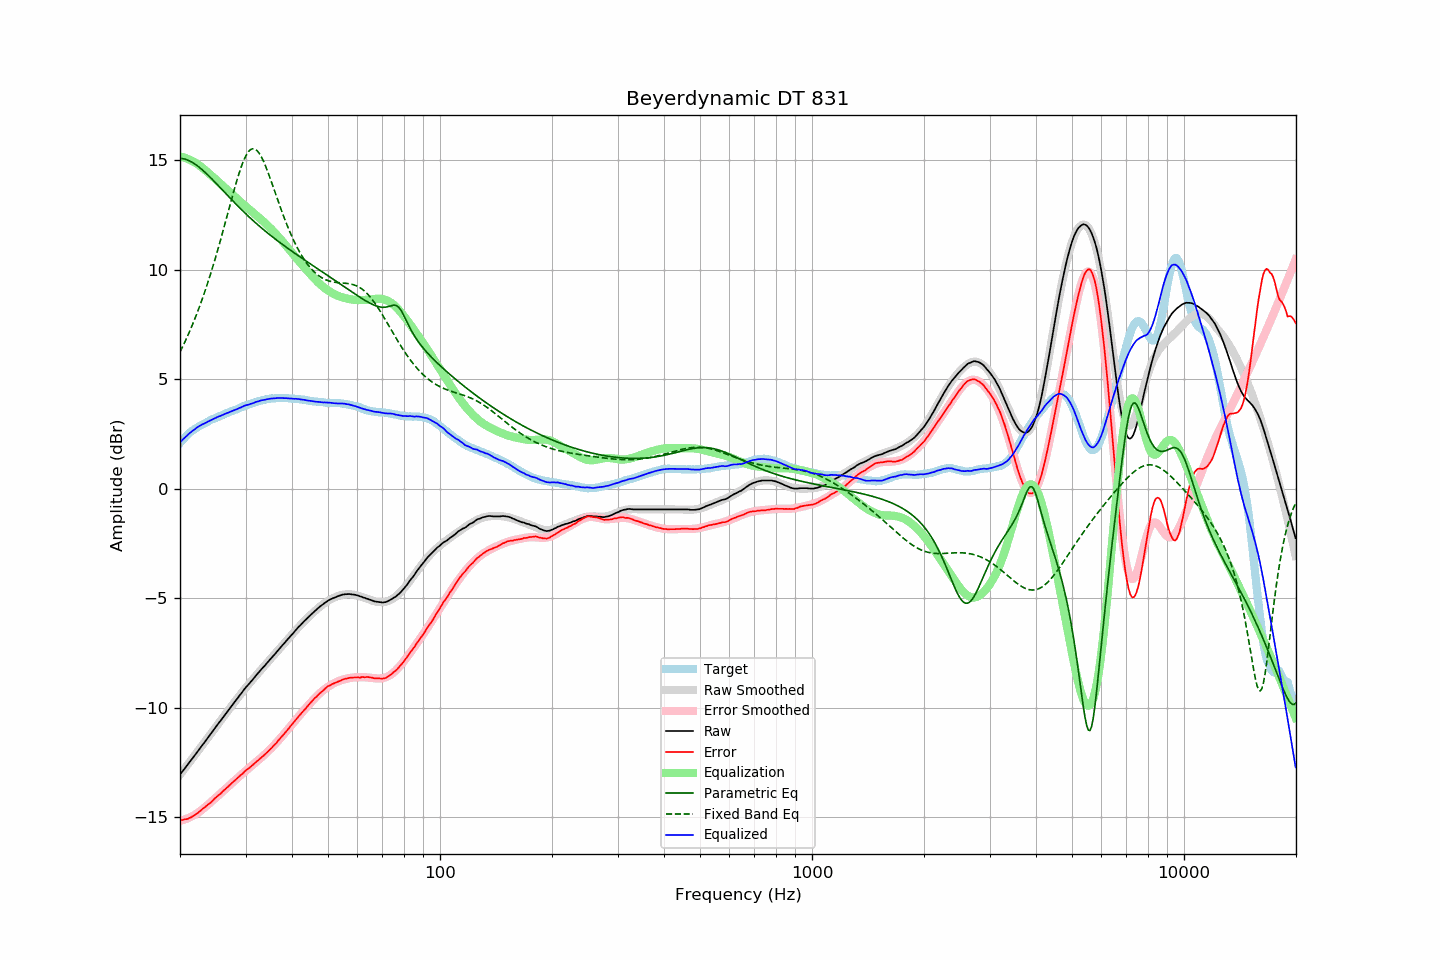 Beyerdynamic DT 831
Amplitude (dBr)
15
10
5
0
−5
−10
−15
Target
Raw Smoothed
Error Smoothed
Raw
Error
Equalization
Parametric Eq
Fixed Band Eq
Equalized
100
1000
10000
Frequency (Hz)